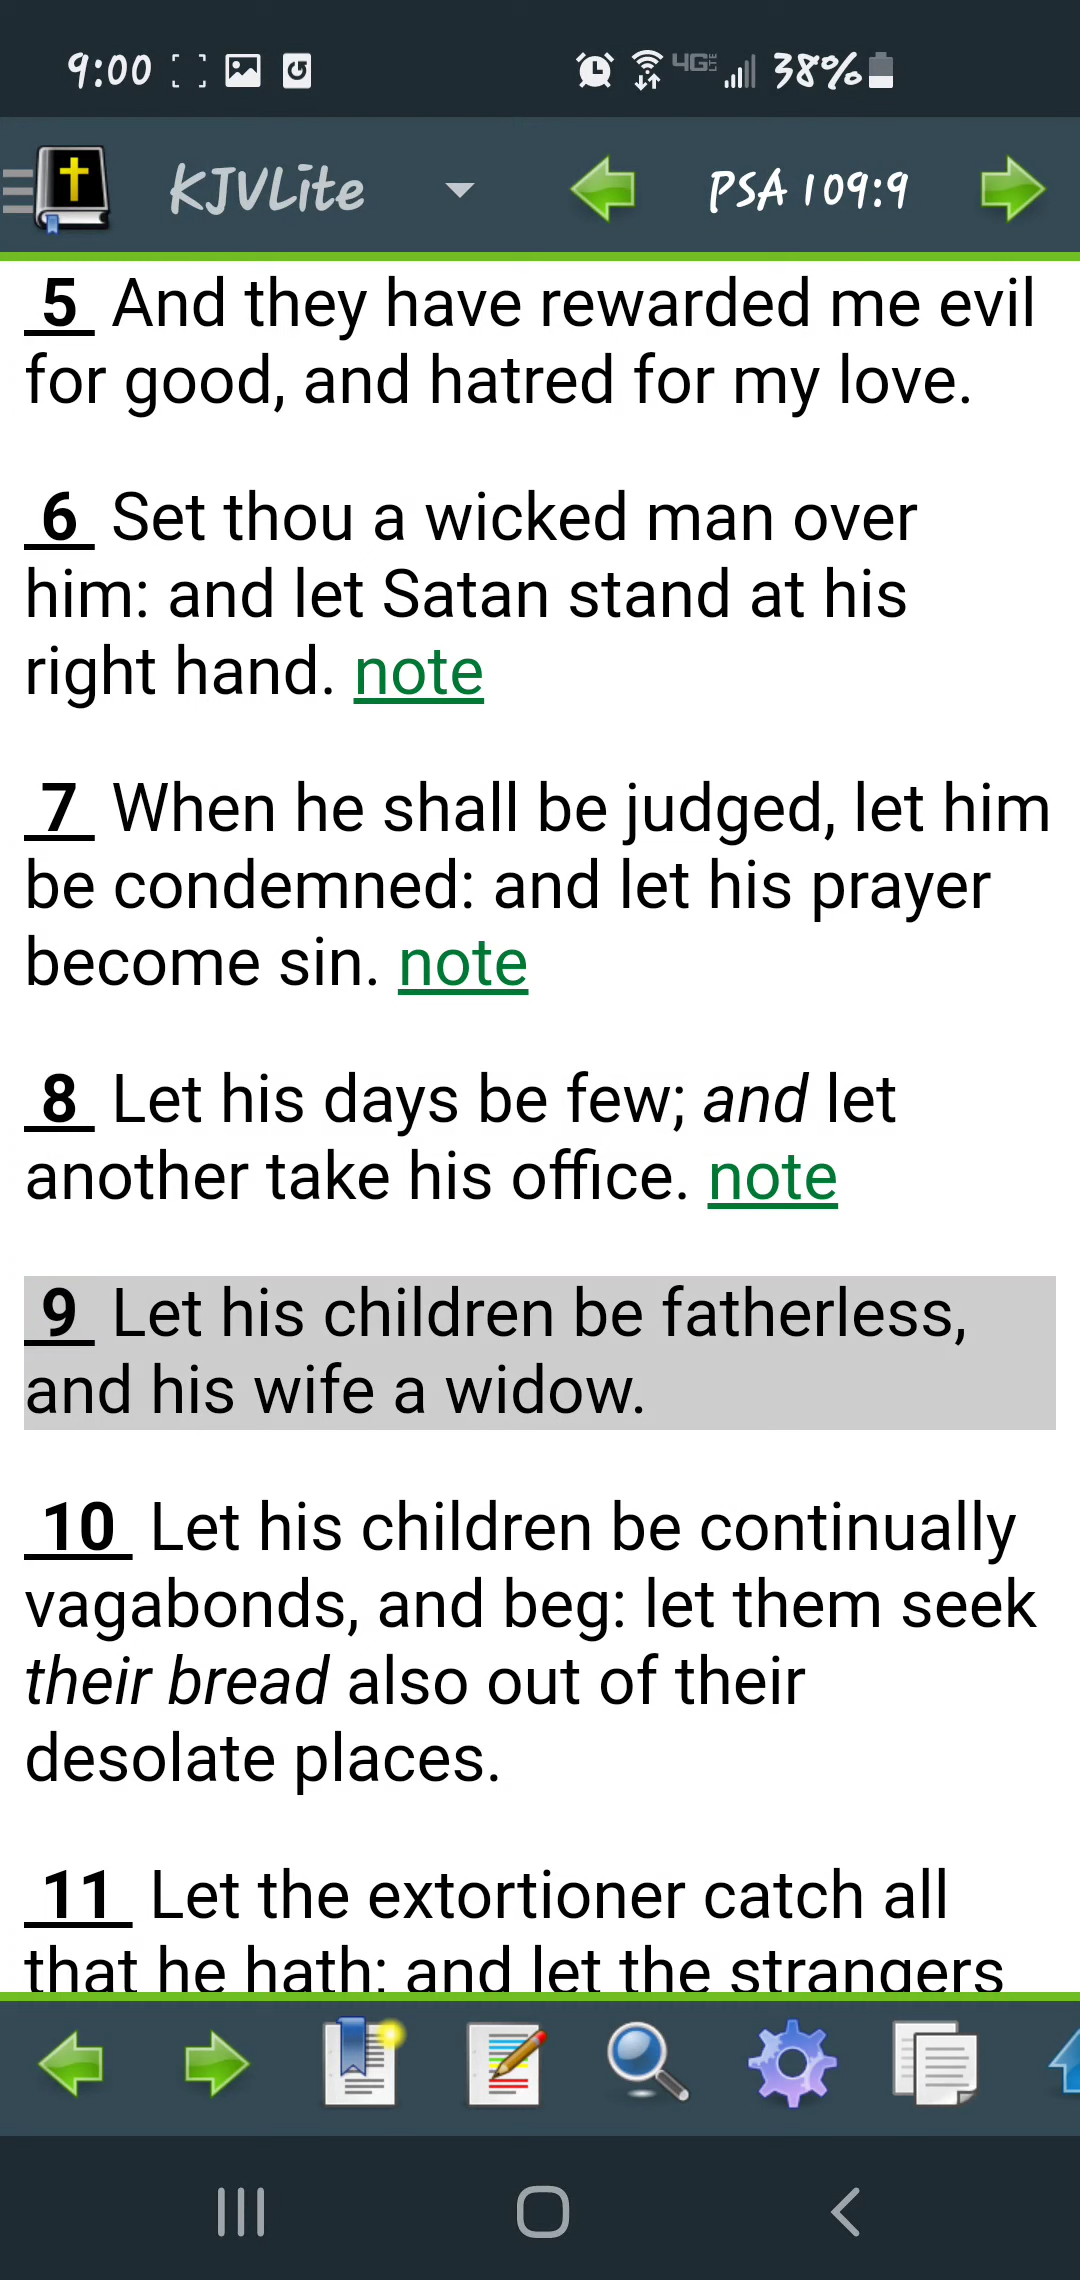 9:00 4G LTE 38%
KJVLite PSA 109:9
5 And they have rewarded me evil
for good, and hatred for my love.
6 Set thou a wicked man over
him: and let Satan stand at his
right hand. note
7 When he shall be judged, let him
be condemned: and let his prayer
become sin. note
8 Let his days be few; and let
another take his office. note
9 Let his children be fatherless,
and his wife a widow.
10 Let his children be continually
vagabonds, and beg: let them seek
their bread also out of their
desolate places.
11 Let the extortioner catch all
that he hath; and let the strangers